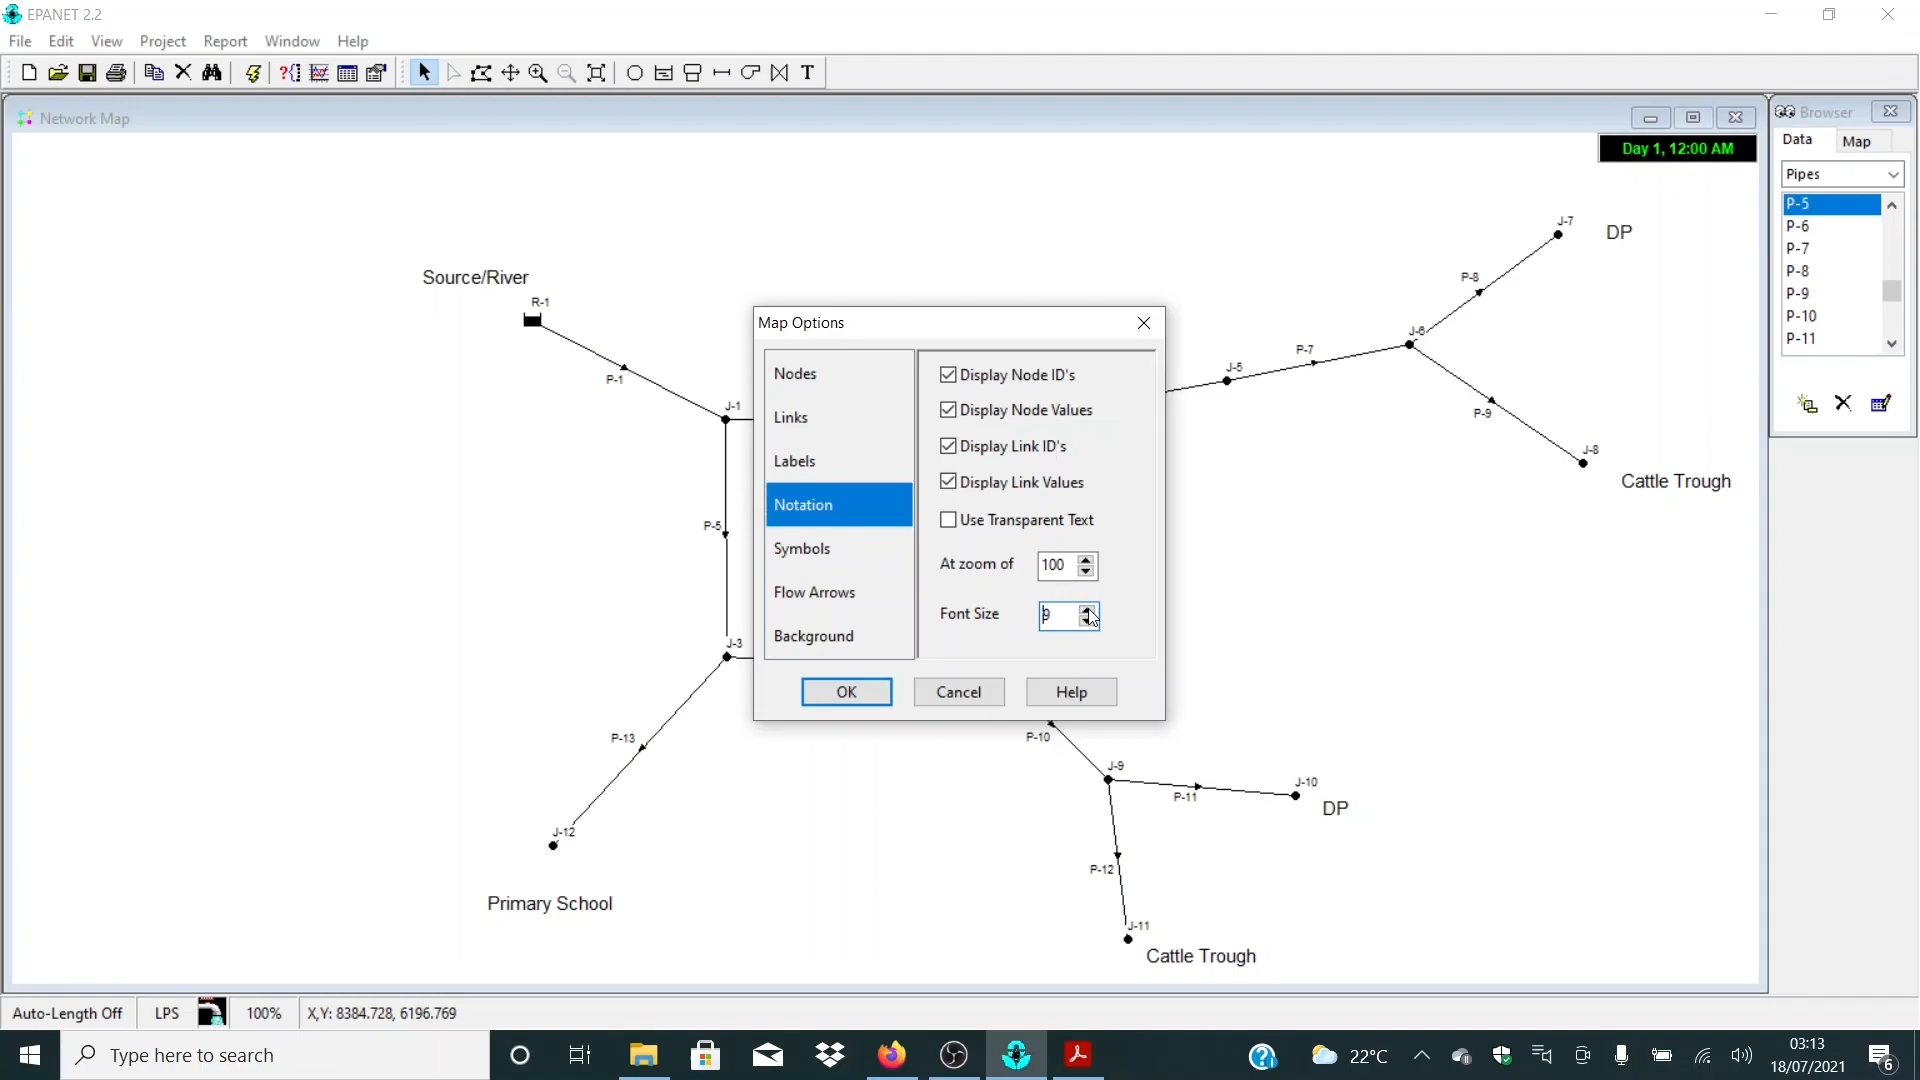 EPANET 2.2
File Edit View Project Report Window Help
T
Network Map
Day 1, 12:00 AM
Browser
Data Map
Pipes
P-5
P-6
P-7
P-8
P-9
P-10
P-11
Source/River
R-1
P-1
J-1
P-5
J-3
P-13
J-12
Primary School
J-7
DP
P-8
J-6
P-7
J-5
P-9
J-8
Cattle Trough
P-10
J-9
P-11
J-10
DP
P-12
J-11
Cattle Trough
Map Options
Nodes
Links
Labels
Notation
Symbols
Flow Arrows
Background
Display Node ID's
Display Node Values
Display Link ID's
Display Link Values
Use Transparent Text
At zoom of 100
Font Size 9
OK Cancel Help
Auto-Length Off LPS 100% X,Y: 8384.728, 6196.769
Type here to search
22°C
03:13
18/07/2021
6